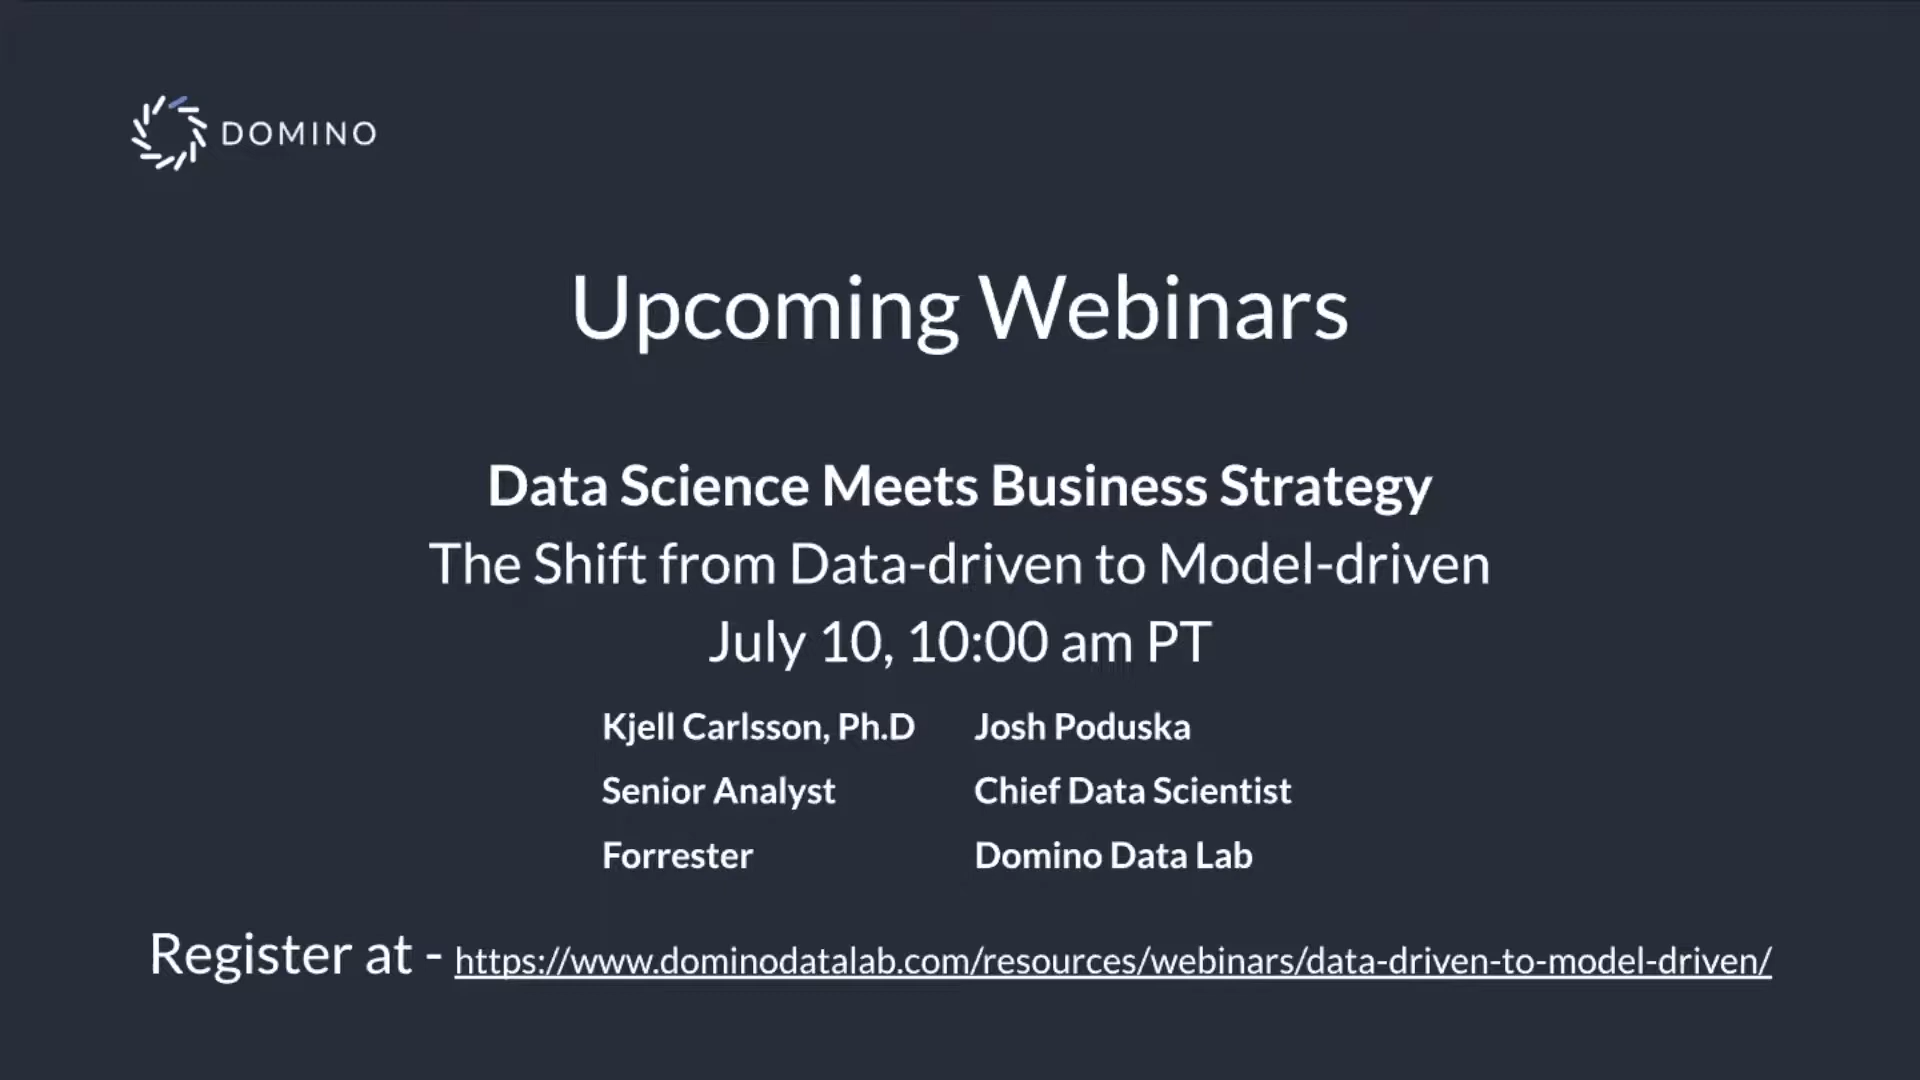 DOMINO
Upcoming Webinars
Data Science Meets Business Strategy
The Shift from Data-driven to Model-driven
July 10, 10:00 am PT
Kjell Carlsson, Ph.D
Senior Analyst
Forrester
Josh Poduska
Chief Data Scientist
Domino Data Lab
Register at - https://www.dominodatalab.com/resources/webinars/data-driven-to-model-driven/